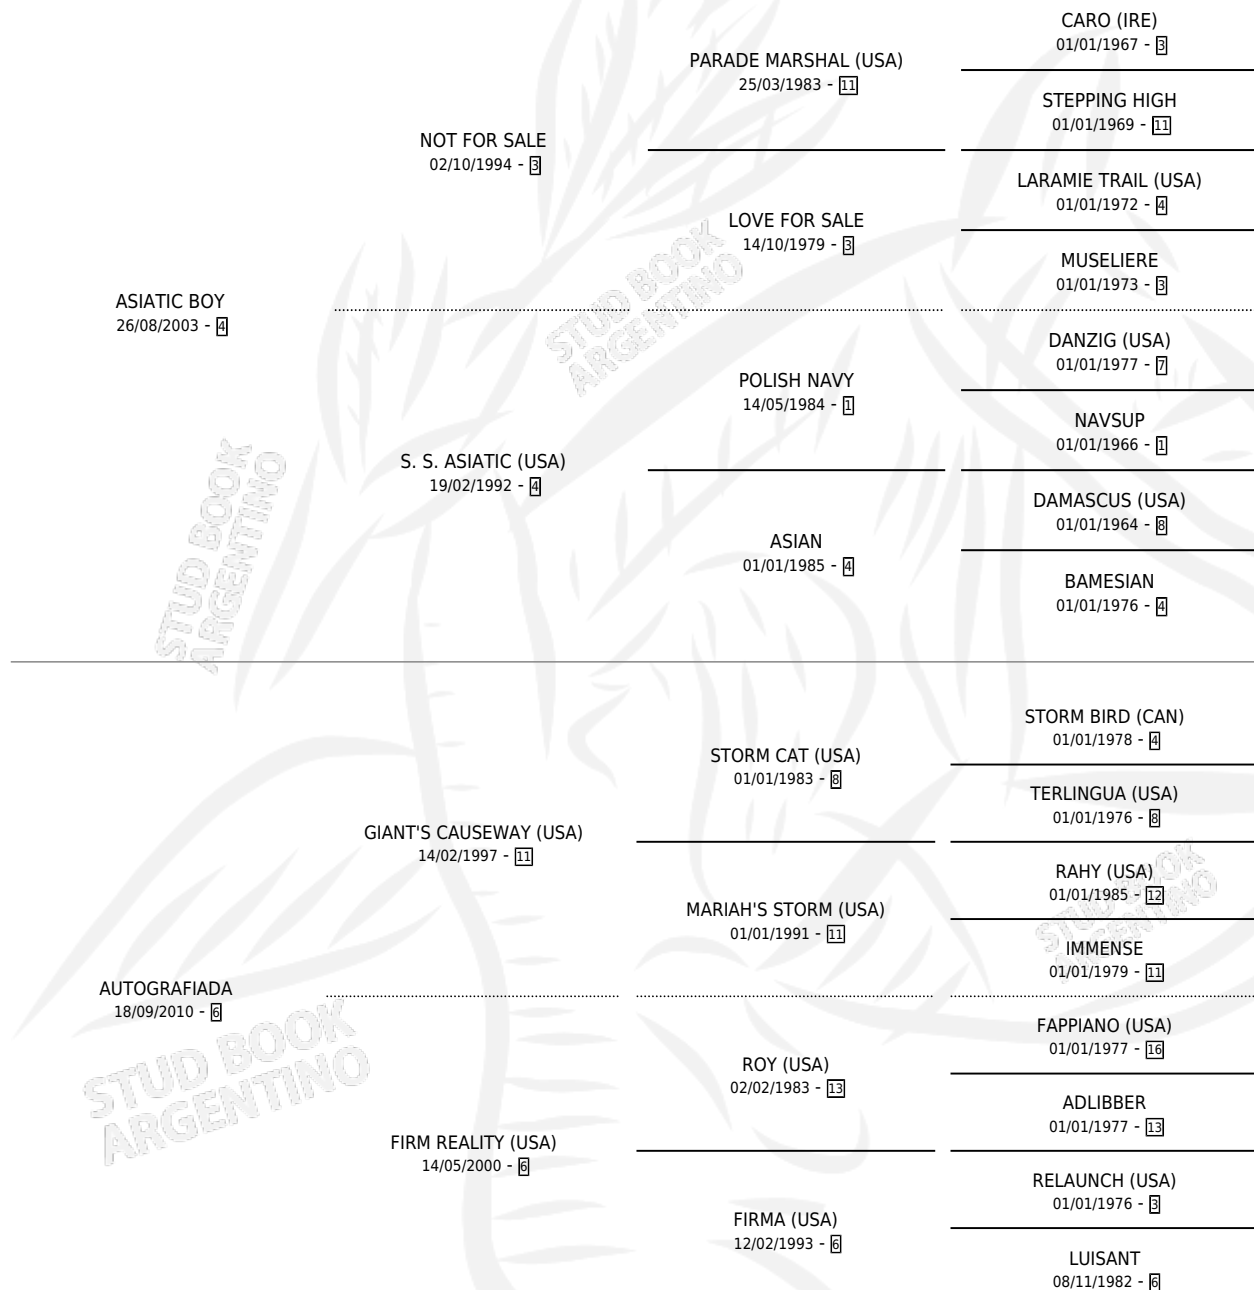 CARO (IRE)
01/01/1967 - 3
PARADE MARSHAL (USA)
25/03/1983 - 11
STEPPING HIGH
01/01/1969 - 11
NOT FOR SALE
02/10/1994 - 3
LARAMIE TRAIL (USA)
01/01/1972 - 4
LOVE FOR SALE
14/10/1979 - 3
MUSELIERE
01/01/1973 - 3
ASIATIC BOY
26/08/2003 - 4
DANZIG (USA)
01/01/1977 - 7
POLISH NAVY
14/05/1984 - 1
NAVSUP
01/01/1966 - 1
S. S. ASIATIC (USA)
19/02/1992 - 4
DAMASCUS (USA)
01/01/1964 - 8
ASIAN
01/01/1985 - 4
BAMESIAN
01/01/1976 - 4
STUD BOOK
ARGENTINO
STUD BOOK
ARGENTINO
STORM BIRD (CAN)
01/01/1978 - 4
STORM CAT (USA)
01/01/1983 - 8
TERLINGUA (USA)
01/01/1976 - 8
GIANT'S CAUSEWAY (USA)
14/02/1997 - 11
RAHY (USA)
01/01/1985 - 12
MARIAH'S STORM (USA)
01/01/1991 - 11
IMMENSE
01/01/1979 - 11
AUTOGRAFIADA
18/09/2010 - 6
FAPPIANO (USA)
01/01/1977 - 16
ROY (USA)
02/02/1983 - 13
ADLIBBER
01/01/1977 - 13
FIRM REALITY (USA)
14/05/2000 - 6
RELAUNCH (USA)
01/01/1976 - 3
FIRMA (USA)
12/02/1993 - 6
LUISANT
08/11/1982 - 6
STUD BOOK
ARGENTINO
STUD BOOK
ARGENTINO